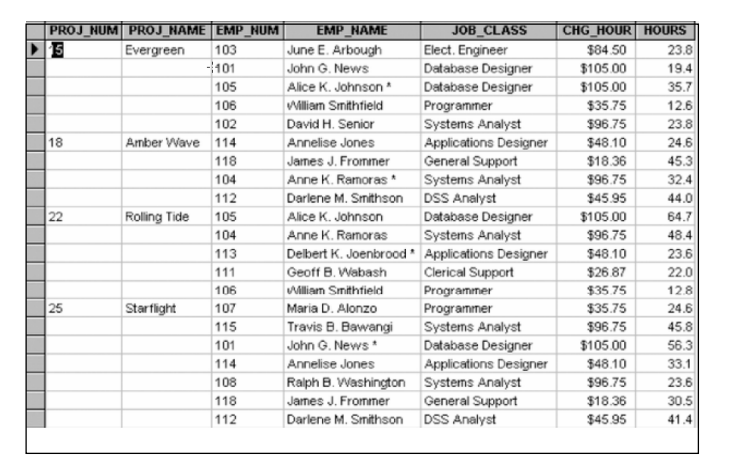 PROJ_NUM PROJ_NAME EMP_NUM EMP_NAME JOB_CLASS CHG_HOUR HOURS
15 Evergreen 103 June E. Arbough Elect. Engineer $84.50 23.8
101 John G. News Database Designer $105.00 19.4
105 Alice K. Johnson * Database Designer $105.00 35.7
106 William Smithfield Programmer $35.75 12.6
102 David H. Senior Systems Analyst $96.75 23.8
18 Amber Wave 114 Annelise Jones Applications Designer $48.10 24.6
118 James J. Frommer General Support $18.36 45.3
104 Anne K. Ramoras * Systems Analyst $96.75 32.4
112 Darlene M. Smithson DSS Analyst $45.95 44.0
22 Rolling Tide 105 Alice K. Johnson Database Designer $105.00 64.7
104 Anne K. Ramoras Systems Analyst $96.75 48.4
113 Delbert K. Joenbrood * Applications Designer $48.10 23.6
111 Geoff B. Wabash Clerical Support $26.87 22.0
106 William Smithfield Programmer $35.75 12.8
25 Starflight 107 Maria D. Alonzo Programmer $35.75 24.6
115 Travis B. Bawangi Systems Analyst $96.75 45.8
101 John G. News * Database Designer $105.00 56.3
114 Annelise Jones Applications Designer $48.10 33.1
108 Ralph B. Washington Systems Analyst $96.75 23.6
118 James J. Frommer General Support $18.36 30.5
112 Darlene M. Smithson DSS Analyst $45.95 41.4